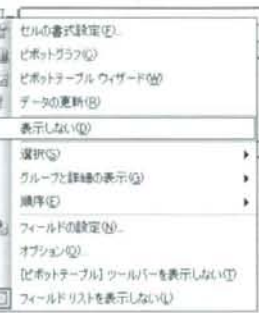 セルの書式設定(F)...
ピボットグラフ(C)
ピボットテーブル ウィザード(W)
データの更新(R)
表示しない(D)
選択(S)
グループと詳細の表示(G)
順序(E)
フィールドの設定(N)...
オプション(O)...
[ピボットテーブル] ツールバーを表示しない(T)
フィールド リストを表示しない(L)